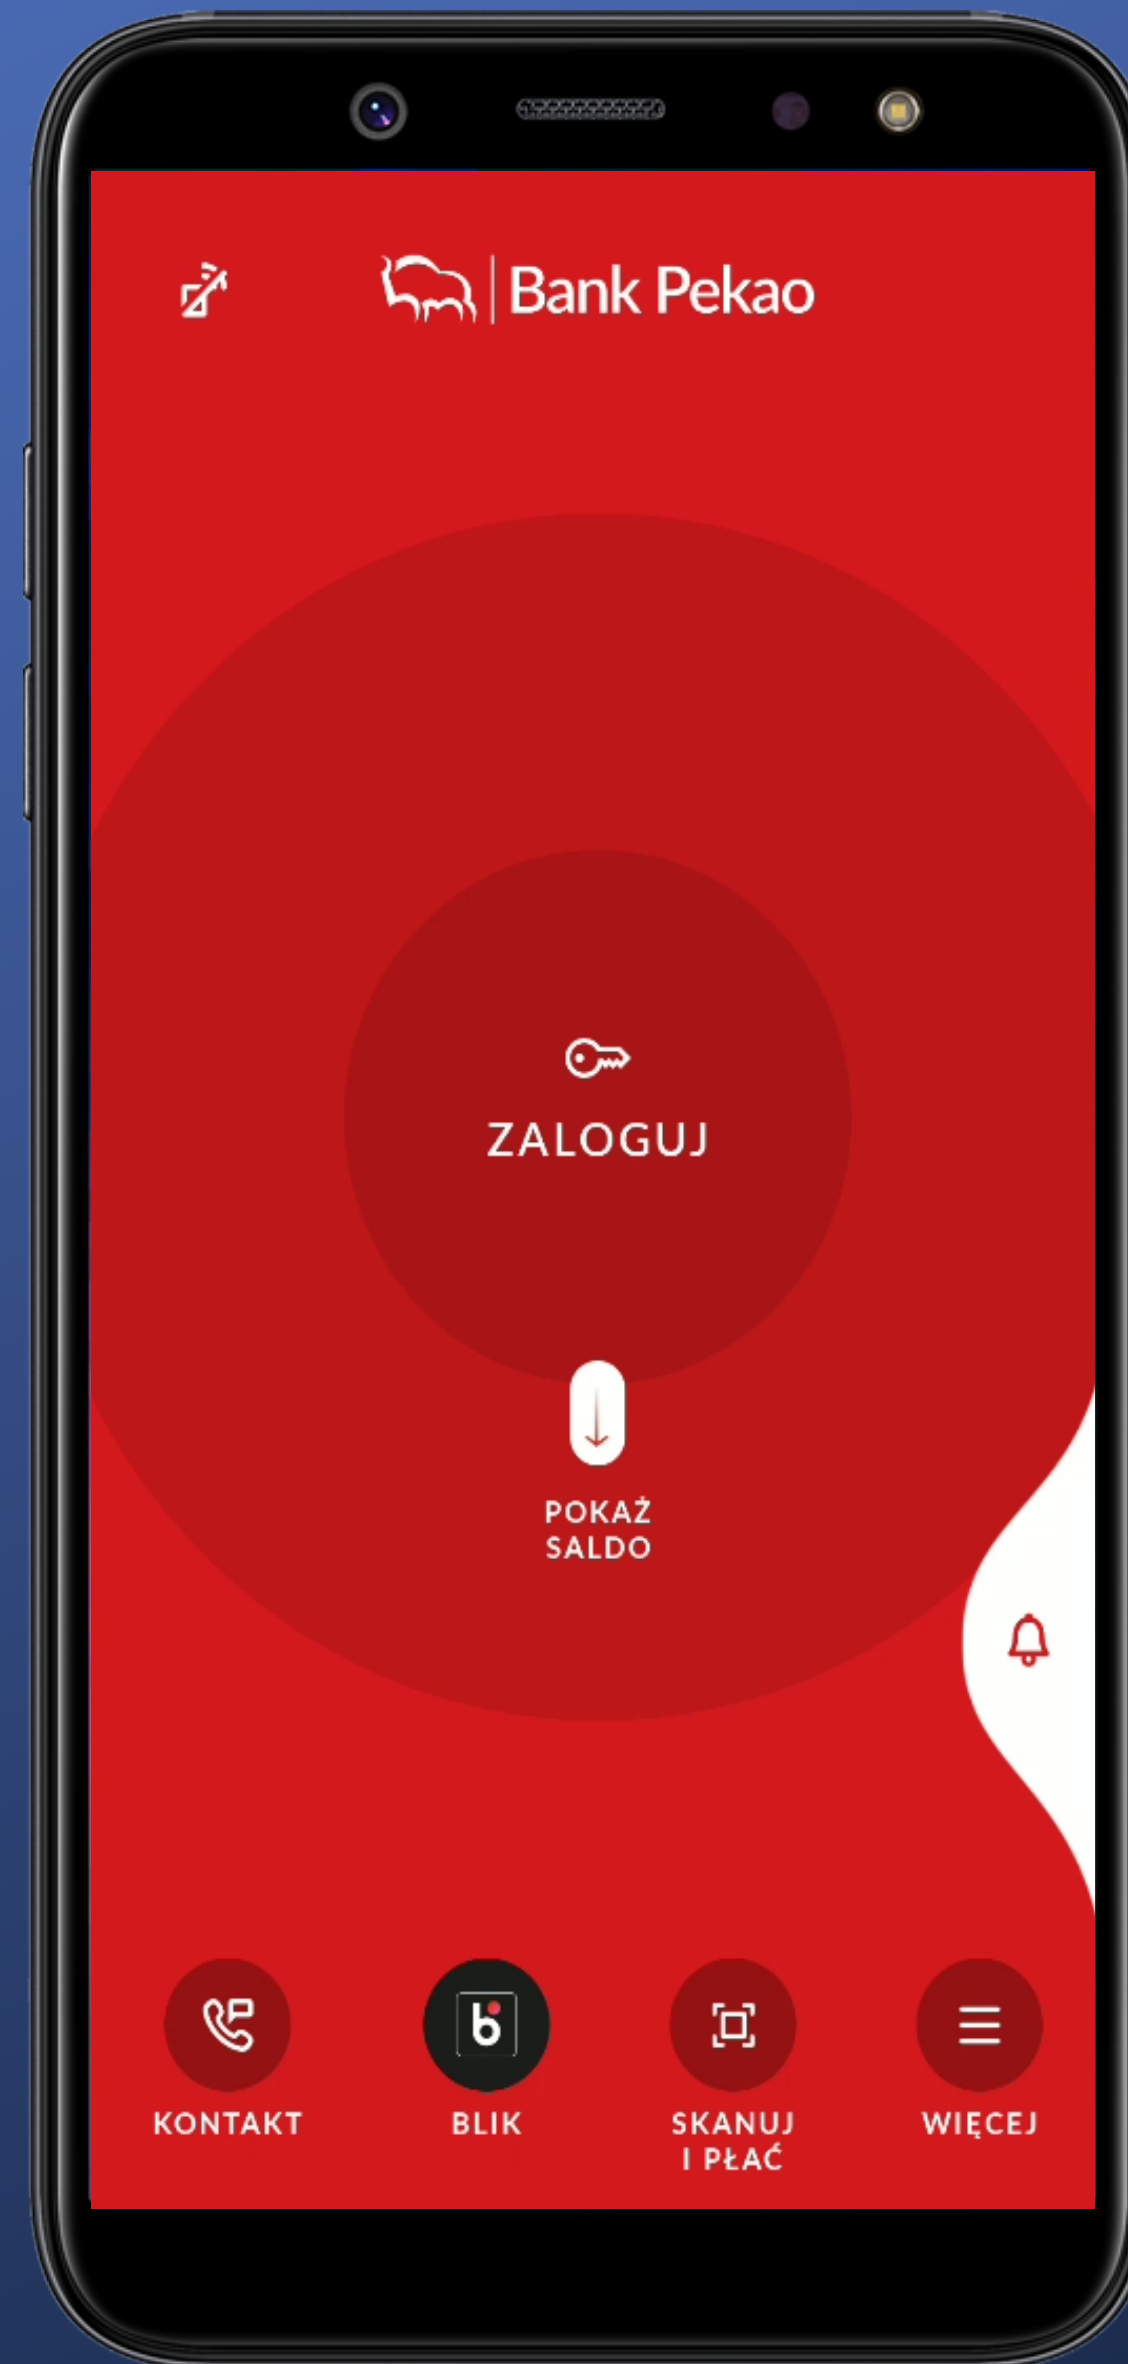 Bank Pekao
ZALOGUJ
POKAŻ
SALDO
KONTAKT
BLIK
SKANUJ
I PŁAĆ
WIĘCEJ